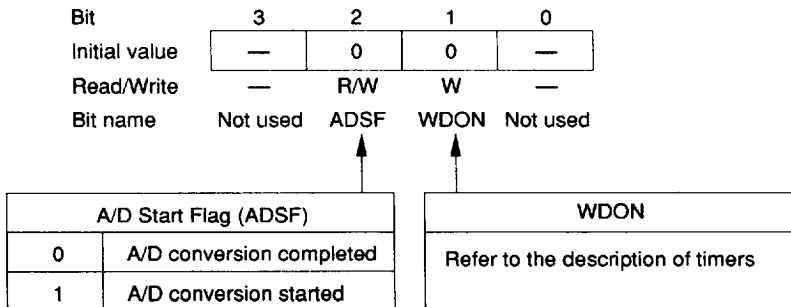 Bit 3 2 1 0
Initial value — 0 0 —
Read/Write — R/W W —
Bit name Not used ADSF WDON Not used
A/D Start Flag (ADSF)
0 A/D conversion completed
1 A/D conversion started
WDON
Refer to the description of timers